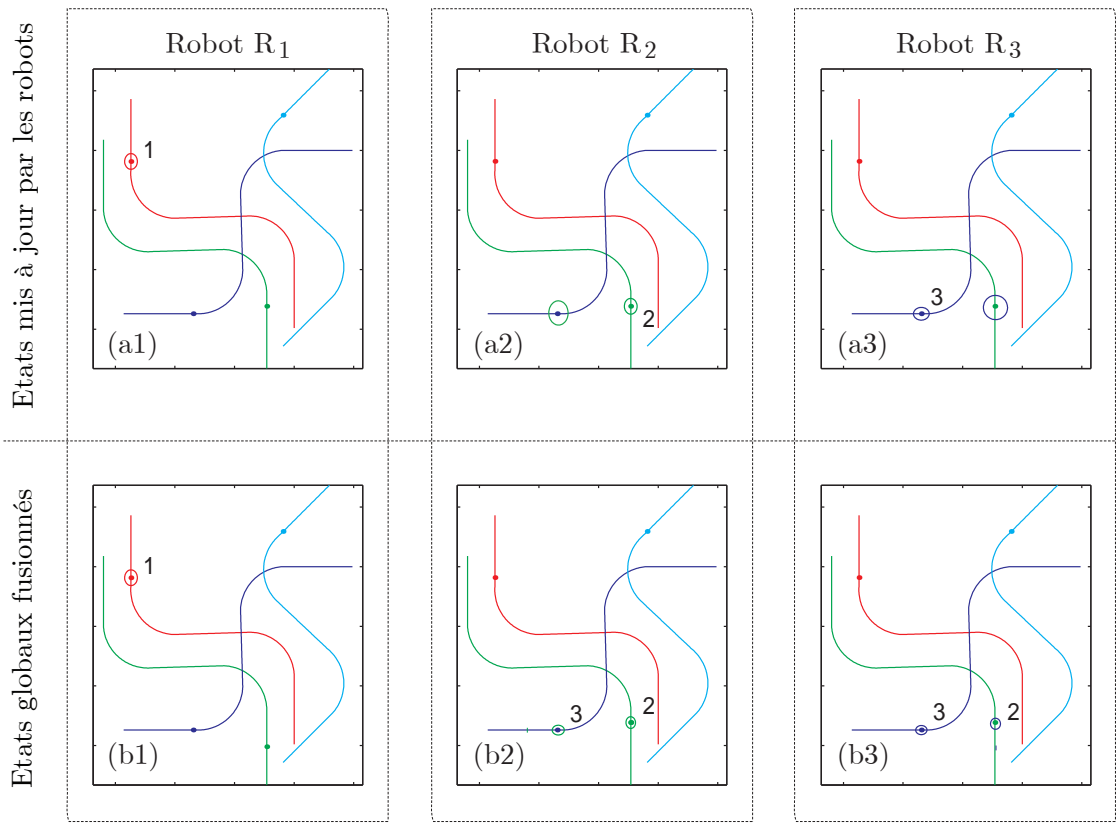 Robot R1
Robot R2
Robot R3
Etats mis à jour par les robots
1
(a1)
2
(a2)
3
(a3)
Etats globaux fusionnés
1
(b1)
3
2
(b2)
3
2
(b3)